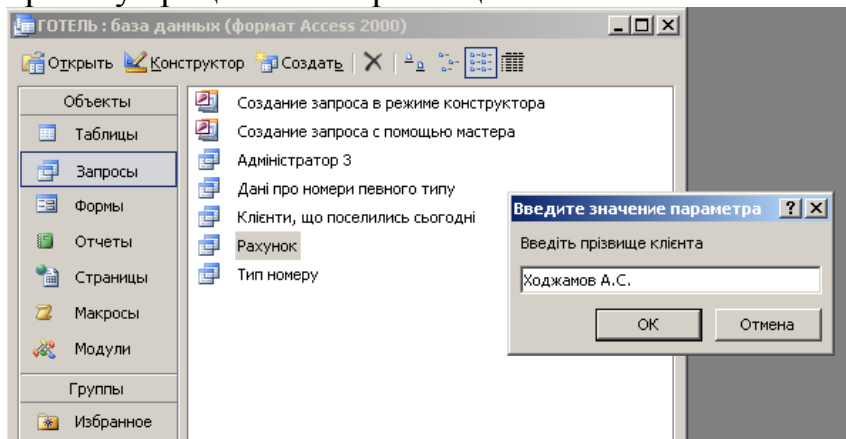 ГОТЕЛЬ : база данных (формат Access 2000)
Открыть Конструктор Создать
Объекты
Таблицы
Запросы
Формы
Отчеты
Страницы
Макросы
Модули
Группы
Избранное
Создание запроса в режиме конструктора
Создание запроса с помощью мастера
Адміністратор 3
Дані про номери певного типу
Клієнти, що поселились сьогодні
Рахунок
Тип номеру
Введите значение параметра
Введіть прізвище клієнта
Ходжамов А.С.
ОК Отмена